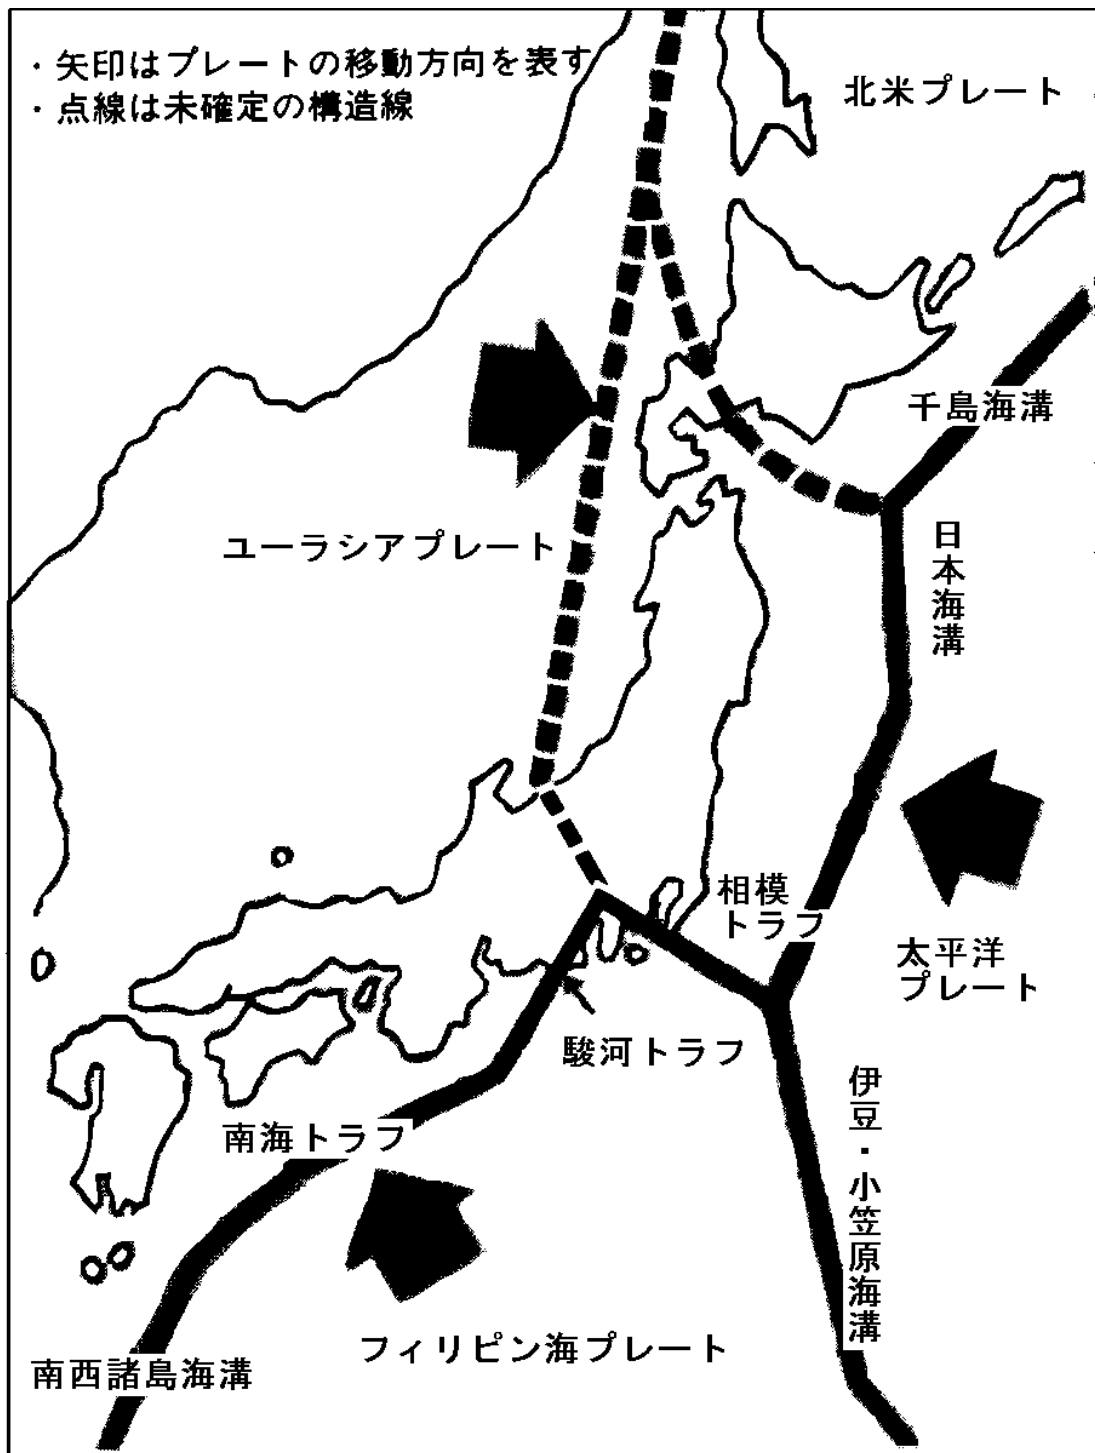 ・矢印はプレートの移動方向を表す
・点線は未確定の構造線
北米プレート
千島海溝
日本海溝
ユーラシアプレート
相模
トラフ
太平洋
プレート
駿河トラフ
伊豆・小笠原海溝
南海トラフ
フィリピン海プレート
南西諸島海溝